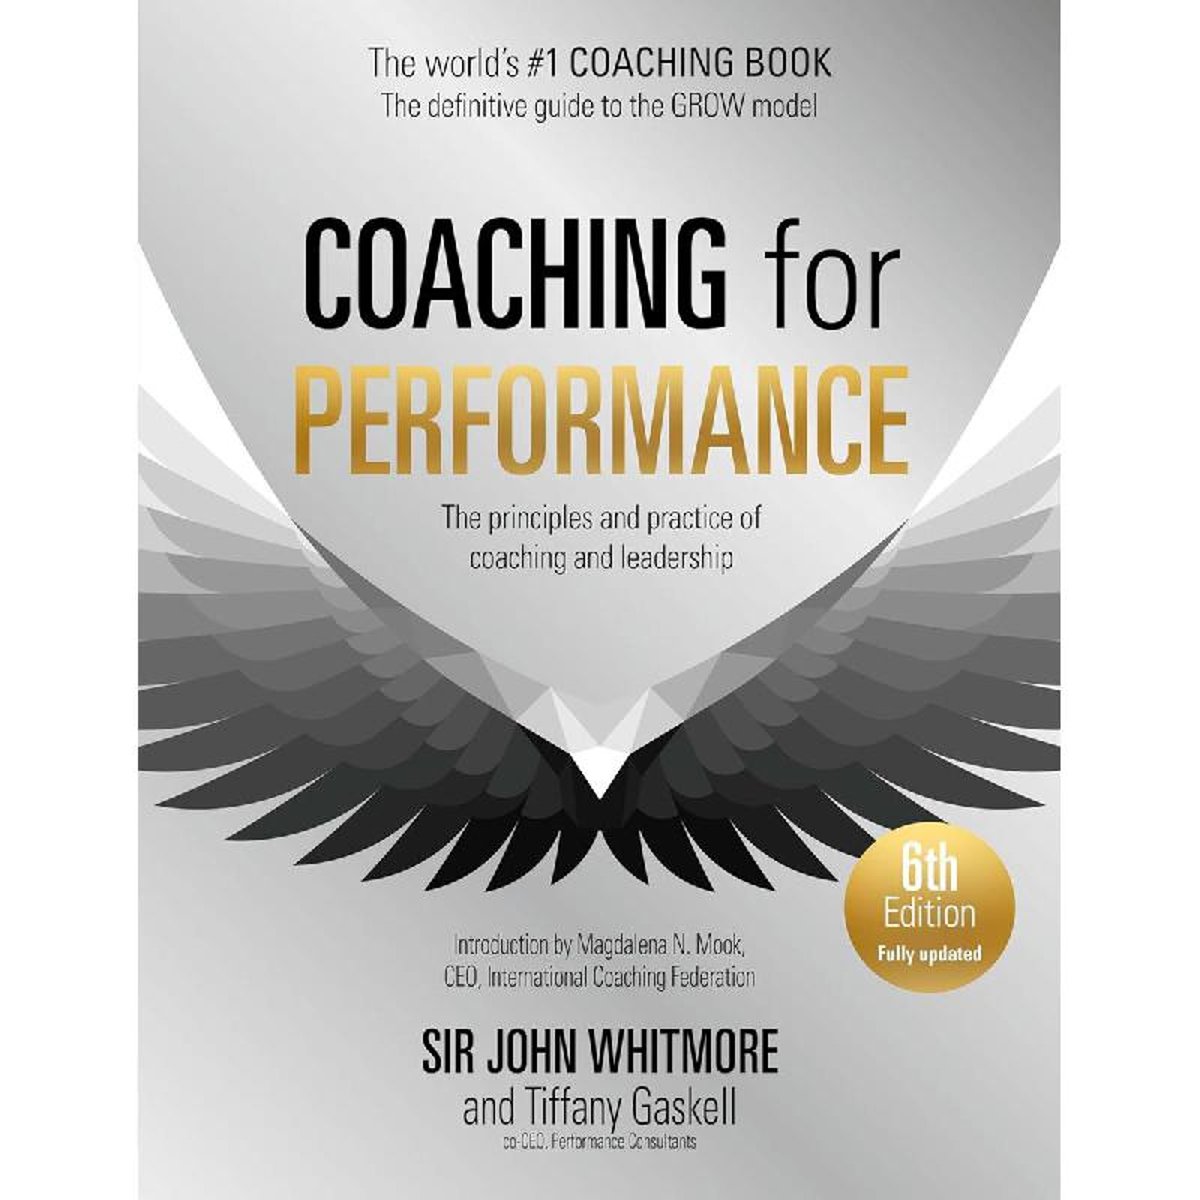 The world's #1 COACHING BOOK
The definitive guide to the GROW model
COACHING for
PERFORMANCE
The principles and practice of
coaching and leadership
6th
Edition
Fully updated
Introduction by Magdalena N. Mook,
CEO, International Coaching Federation
SIR JOHN WHITMORE
and Tiffany Gaskell
co-CEO, Performance Consultants